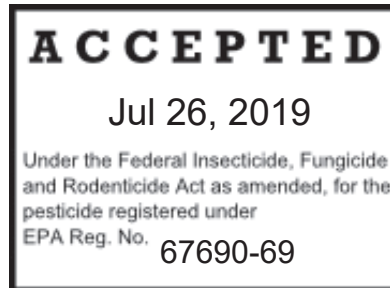 ACCEPTED
Jul 26, 2019
Under the Federal Insecticide, Fungicide
and Rodenticide Act as amended, for the
pesticide registered under
EPA Reg. No. 67690-69